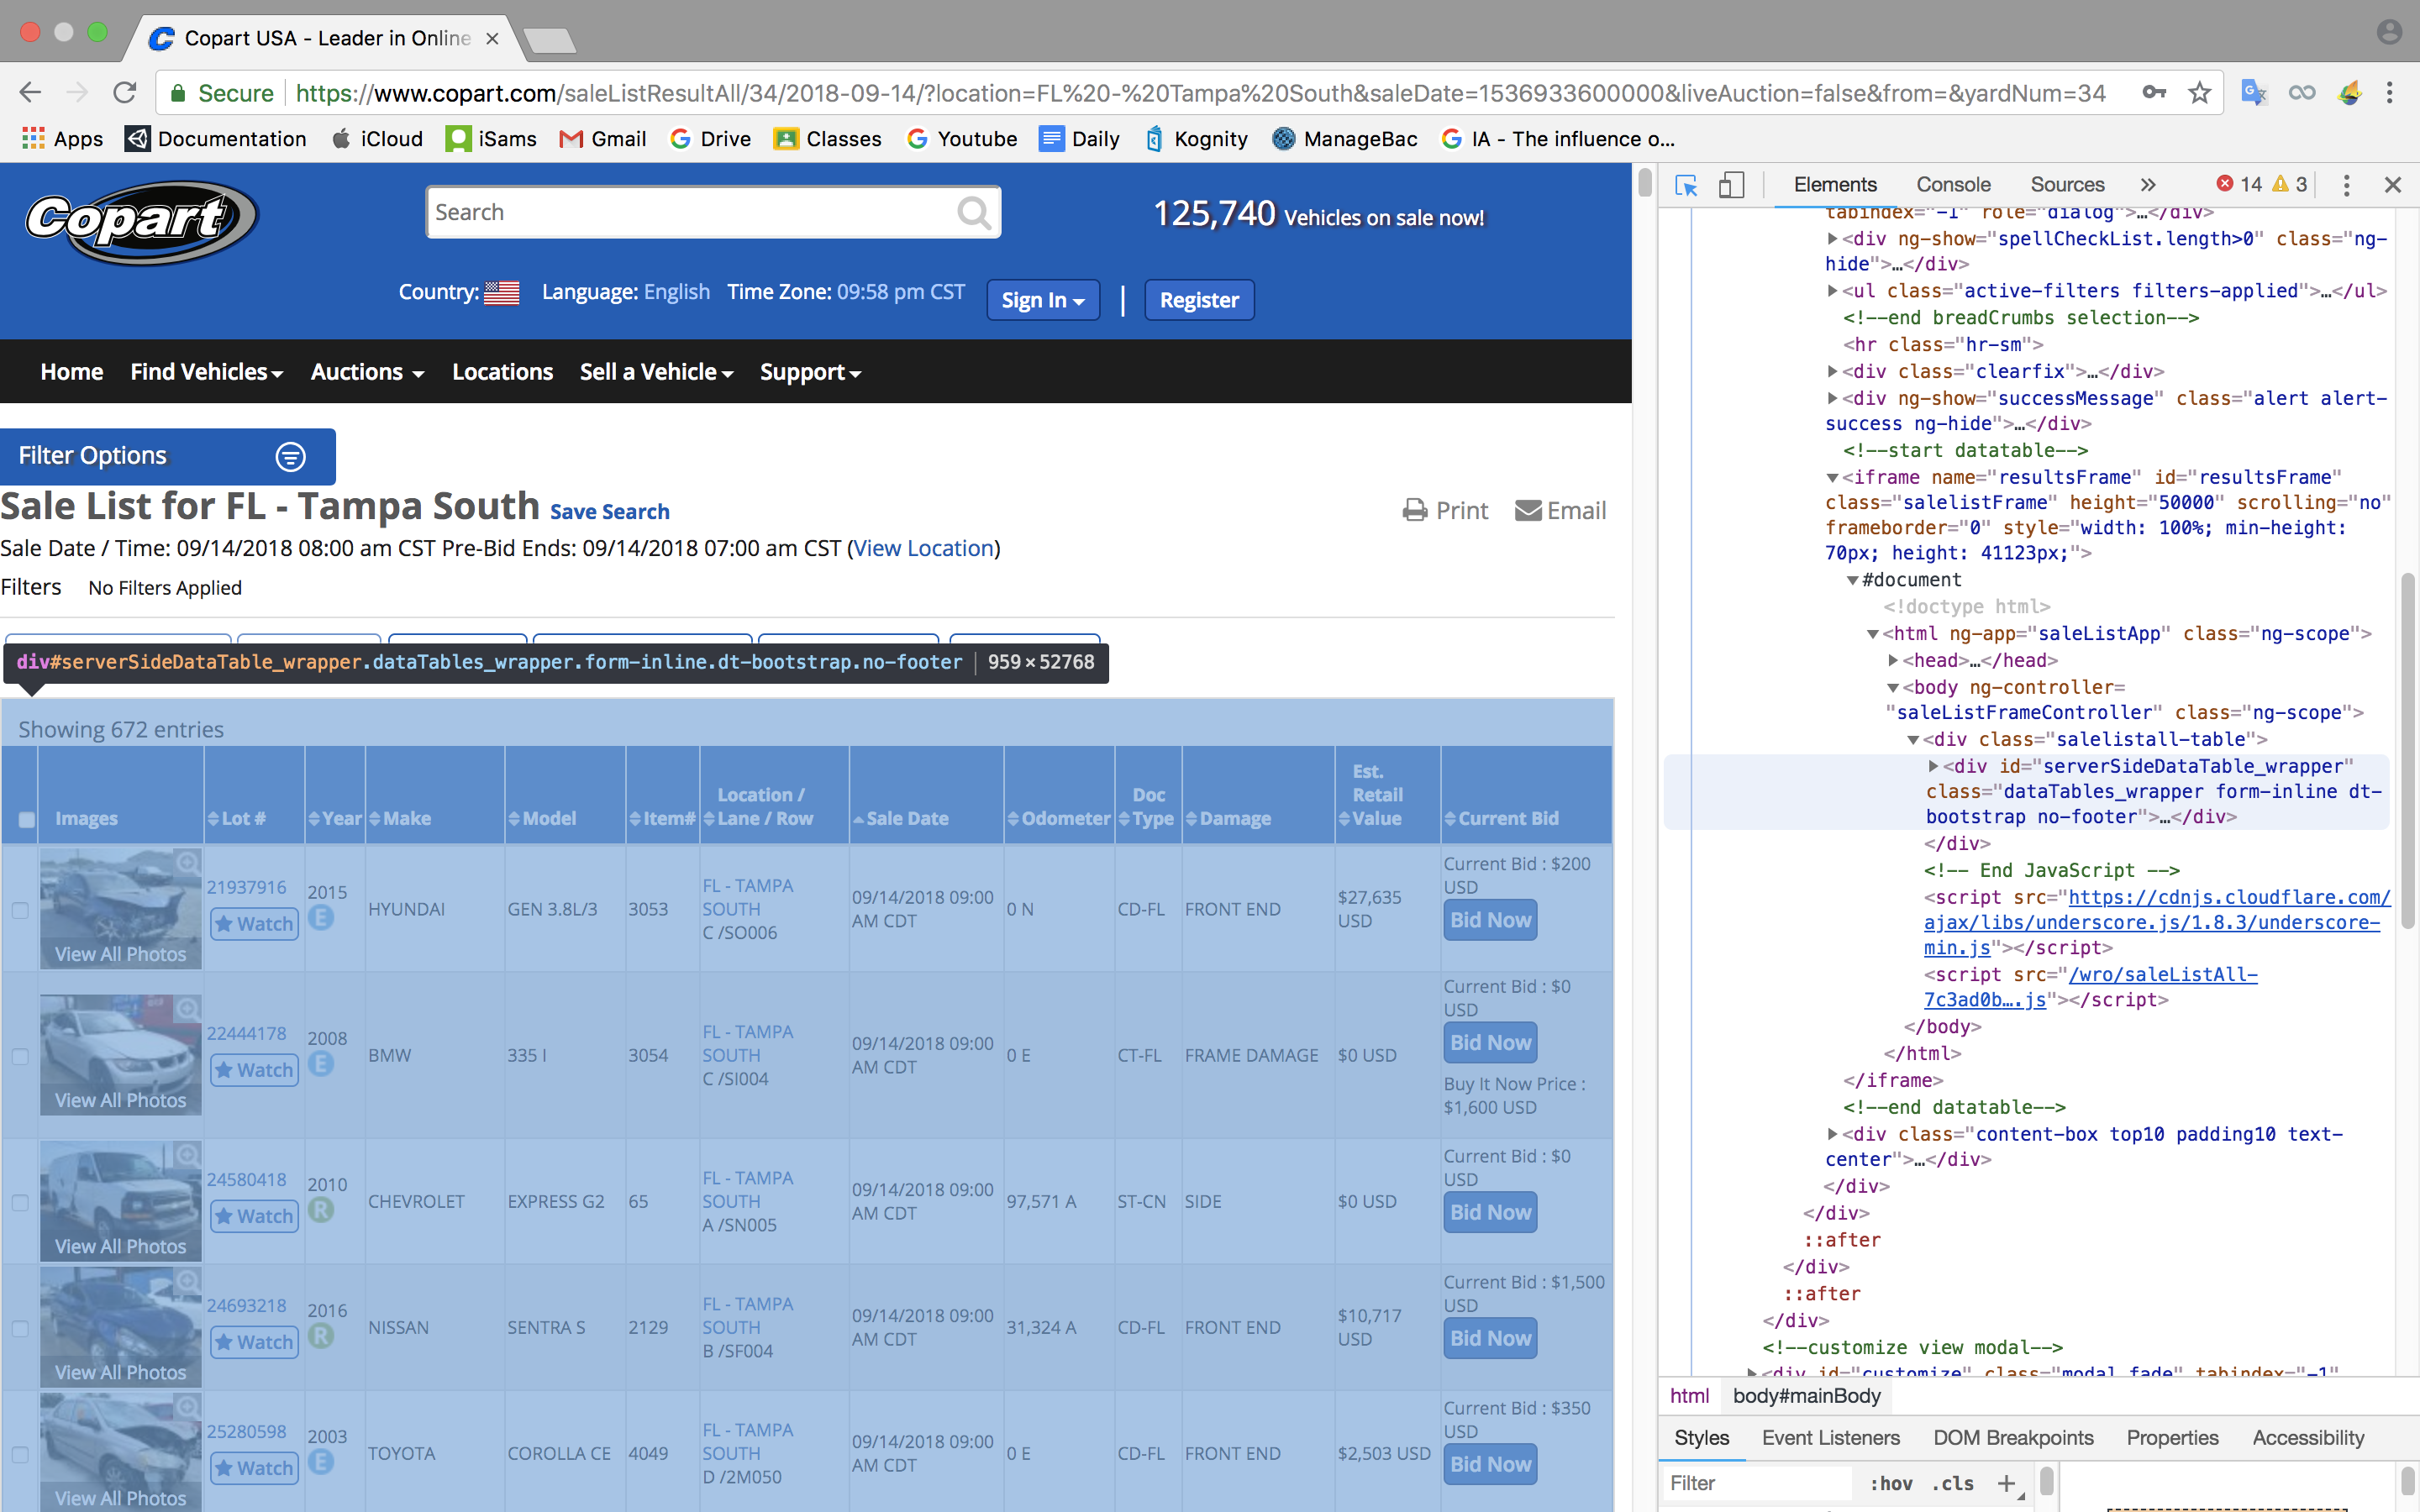 Copart USA - Leader in Online
Secure
https://www.copart.com/saleListResultAll/34/2018-09-14/?location=FL%20-%20Tampa%20South&saleDate=1536933600000&liveAuction=false&from=&yardNum=34
Apps Documentation iCloud iSams Gmail Drive Classes Youtube Daily Kognity ManageBac IA - The influence o...
Copart
Search
125,740 Vehicles on sale now!
Country: Language: English Time Zone: 09:58 pm CST Sign In | Register
Home Find Vehicles Auctions Locations Sell a Vehicle Support
Filter Options
Sale List for FL - Tampa South Save Search
Print Email
Sale Date / Time: 09/14/2018 08:00 am CST Pre-Bid Ends: 09/14/2018 07:00 am CST (View Location)
Filters No Filters Applied
div#serverSideDataTable_wrapper.dataTables_wrapper.form-inline.dt-bootstrap.no-footer | 959 × 52768
Showing 672 entries
Images Lot # Year Make Model Item# Location / Lane / Row Sale Date Odometer Doc Type Damage Est. Retail Value Current Bid
View All Photos
21937916
Watch
2015
E
HYUNDAI
GEN 3.8L/3
3053
FL - TAMPA
SOUTH
C /SO006
09/14/2018 09:00
AM CDT
0 N
CD-FL
FRONT END
$27,635
USD
Current Bid : $200
USD
Bid Now
View All Photos
22444178
Watch
2008
E
BMW
335 I
3054
FL - TAMPA
SOUTH
C /SI004
09/14/2018 09:00
AM CDT
0 E
CT-FL
FRAME DAMAGE
$0 USD
Current Bid : $0
USD
Bid Now
Buy It Now Price :
$1,600 USD
View All Photos
24580418
Watch
2010
R
CHEVROLET
EXPRESS G2
65
FL - TAMPA
SOUTH
A /SN005
09/14/2018 09:00
AM CDT
97,571 A
ST-CN
SIDE
$0 USD
Current Bid : $0
USD
Bid Now
View All Photos
24693218
Watch
2016
R
NISSAN
SENTRA S
2129
FL - TAMPA
SOUTH
B /SF004
09/14/2018 09:00
AM CDT
31,324 A
CD-FL
FRONT END
$10,717
USD
Current Bid : $1,500
USD
Bid Now
View All Photos
25280598
Watch
2003
E
TOYOTA
COROLLA CE
4049
FL - TAMPA
SOUTH
D /2M050
09/14/2018 09:00
AM CDT
0 E
CD-FL
FRONT END
$2,503 USD
Current Bid : $350
USD
Bid Now
Elements Console Sources » 14 3
tabindex="-1" role="dialog">…</div>
<div ng-show="spellCheckList.length>0" class="ng-
hide">…</div>
<ul class="active-filters filters-applied">…</ul>
<!--end breadCrumbs selection-->
<hr class="hr-sm">
<div class="clearfix">…</div>
<div ng-show="successMessage" class="alert alert-
success ng-hide">…</div>
<!--start datatable-->
<iframe name="resultsFrame" id="resultsFrame"
class="salelistFrame" height="50000" scrolling="no"
frameborder="0" style="width: 100%; min-height:
70px; height: 41123px;">
#document
<!doctype html>
<html ng-app="saleListApp" class="ng-scope">
<head>…</head>
<body ng-controller=
"saleListFrameController" class="ng-scope">
<div class="salelistall-table">
<div id="serverSideDataTable_wrapper"
class="dataTables_wrapper form-inline dt-
bootstrap no-footer">…</div>
</div>
<!-- End JavaScript -->
<script src="https://cdnjs.cloudflare.com/
ajax/libs/underscore.js/1.8.3/underscore-
min.js"></script>
<script src="/wro/saleListAll-
7c3ad0b….js"></script>
</body>
</html>
</iframe>
<!--end datatable-->
<div class="content-box top10 padding10 text-
center">…</div>
</div>
</div>
::after
</div>
::after
</div>
<!--customize view modal-->
<div id="customize" class="modal fade" tabindex="-1"
html body#mainBody
Styles Event Listeners DOM Breakpoints Properties Accessibility
Filter :hov .cls +